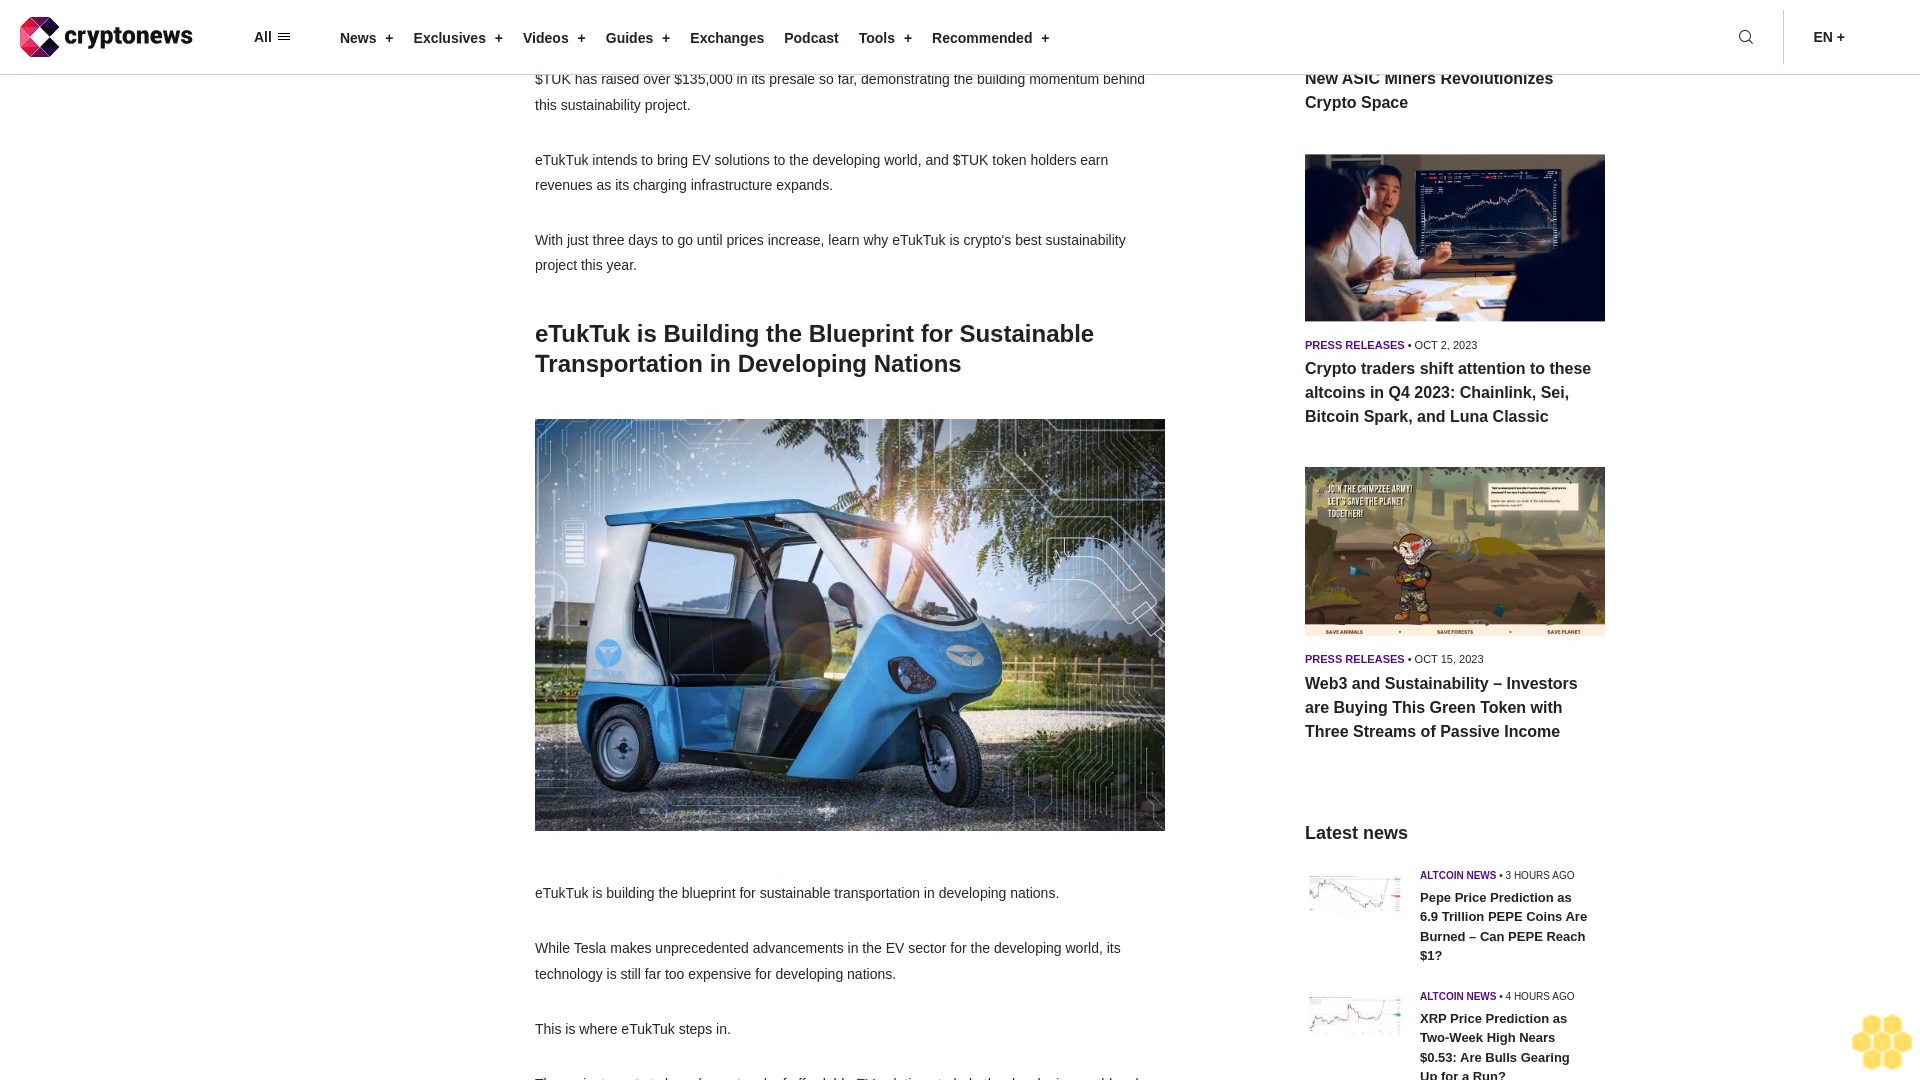 cryptonews
All
News +
Exclusives +
Videos +
Guides +
Exchanges
Podcast
Tools +
Recommended +
EN +
$TUK has raised over $135,000 in its presale so far, demonstrating the building momentum behind
this sustainability project.
eTukTuk intends to bring EV solutions to the developing world, and $TUK token holders earn
revenues as its charging infrastructure expands.
With just three days to go until prices increase, learn why eTukTuk is crypto's best sustainability
project this year.
eTukTuk is Building the Blueprint for Sustainable
Transportation in Developing Nations
eTukTuk is building the blueprint for sustainable transportation in developing nations.
While Tesla makes unprecedented advancements in the EV sector for the developing world, its
technology is still far too expensive for developing nations.
This is where eTukTuk steps in.
New ASIC Miners Revolutionizes
Crypto Space
PRESS RELEASES • OCT 2, 2023
Crypto traders shift attention to these
altcoins in Q4 2023: Chainlink, Sei,
Bitcoin Spark, and Luna Classic
JOIN THE CHIMPZEE ARMY!
LET'S SAVE THE PLANET
TOGETHER!
SAVE ANIMALS • SAVE FORESTS • SAVE PLANET
PRESS RELEASES • OCT 15, 2023
Web3 and Sustainability – Investors
are Buying This Green Token with
Three Streams of Passive Income
Latest news
ALTCOIN NEWS • 3 HOURS AGO
Pepe Price Prediction as
6.9 Trillion PEPE Coins Are
Burned – Can PEPE Reach
$1?
ALTCOIN NEWS • 4 HOURS AGO
XRP Price Prediction as
Two-Week High Nears
$0.53: Are Bulls Gearing
Up for a Run?